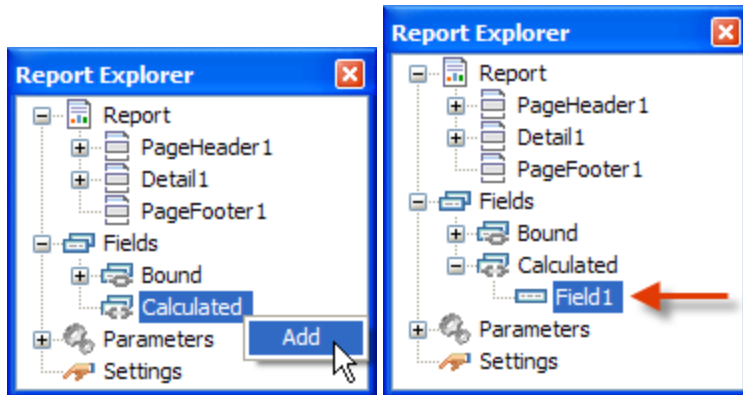 Report Explorer
Report
PageHeader1
Detail1
PageFooter1
Fields
Bound
Calculated
Add
Parameters
Settings
Report Explorer
Report
PageHeader1
Detail1
PageFooter1
Fields
Bound
Calculated
Field1
Parameters
Settings